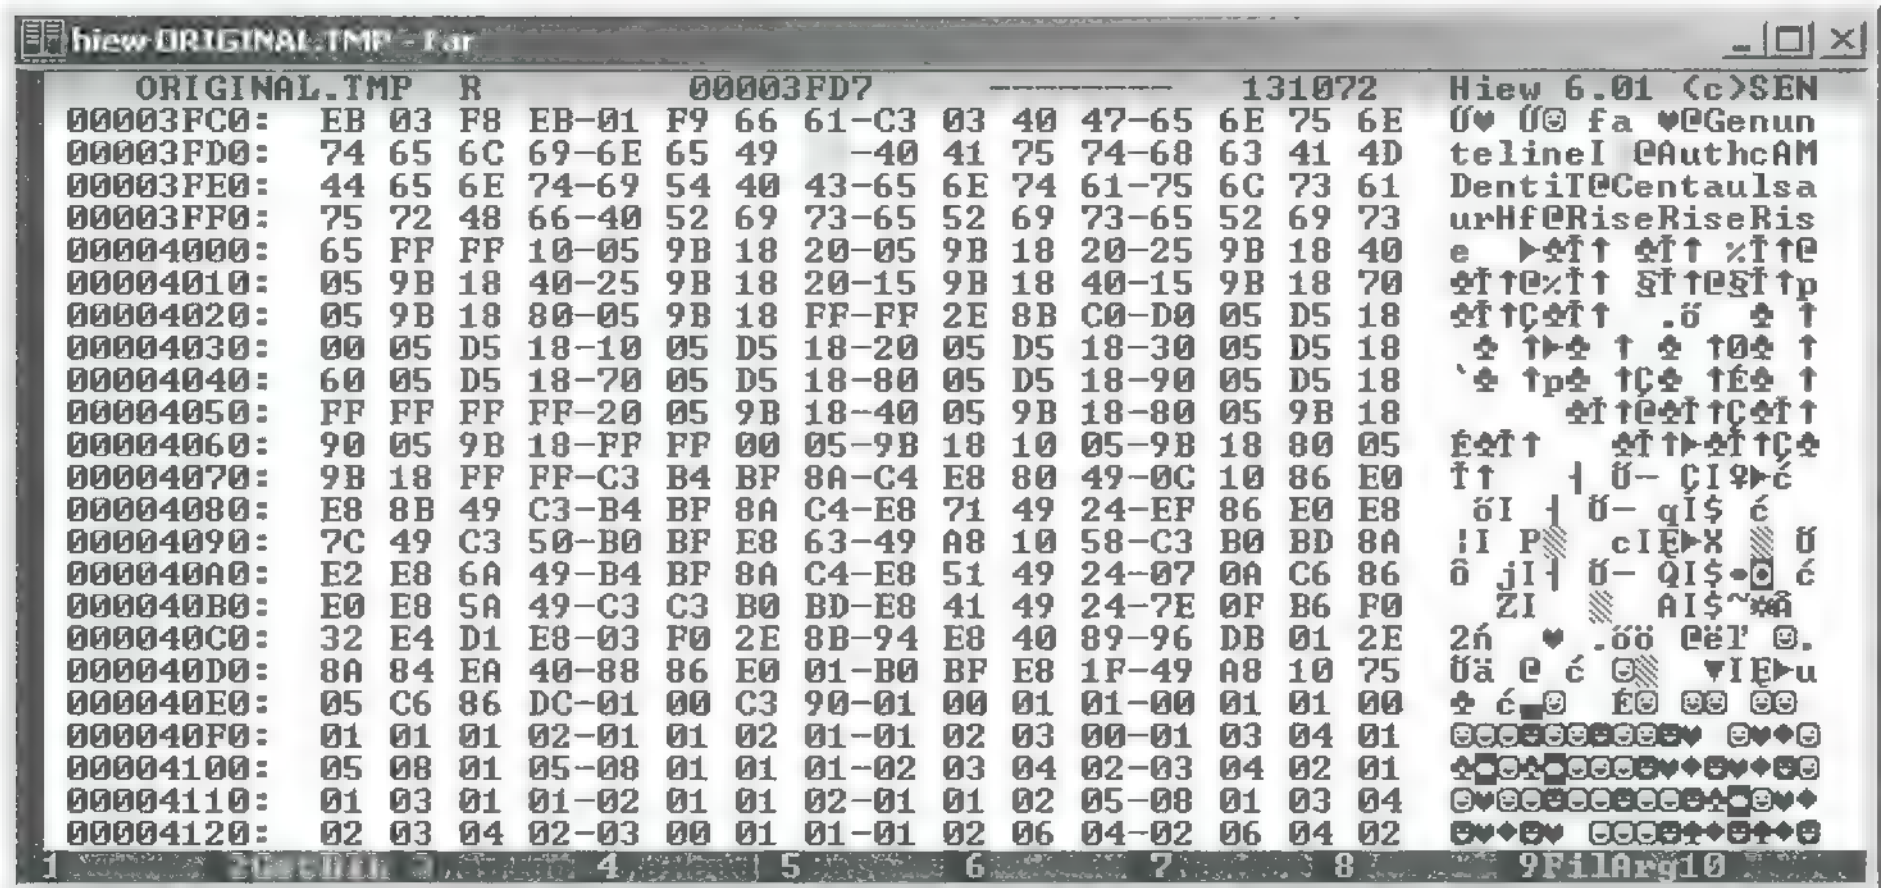 hiew ORIGINAL.TMP - Far
ORIGINAL.TMP R 00003FD7 -------- 131072 Hiew 6.01 (c)SEN
00003FC0: EB 03 F8 EB-01 F9 66 61-C3 03 40 47-65 6E 75 6E Ű♥ Ű☺ fa ♥@Genun
00003FD0: 74 65 6C 69-6E 65 49 -40 41 75 74-68 63 41 4D telineI @AuthcAM
00003FE0: 44 65 6E 74-69 54 40 43-65 6E 74 61-75 6C 73 61 DentiT@Centaulsa
00003FF0: 75 72 48 66-40 52 69 73-65 52 69 73-65 52 69 73 urHf@RiseRiseRis
00004000: 65 FF FF 10-05 9B 18 20-05 9B 18 20-25 9B 18 40
00004010: 05 9B 18 40-25 9B 18 20-15 9B 18 40-15 9B 18 70
00004020: 05 9B 18 80-05 9B 18 FF-FF 2E 8B C0-D0 05 D5 18
00004030: 00 05 D5 18-10 05 D5 18-20 05 D5 18-30 05 D5 18
00004040: 60 05 D5 18-70 05 D5 18-80 05 D5 18-90 05 D5 18
00004050: FF FF FF FF-20 05 9B 18-40 05 9B 18-80 05 9B 18
00004060: 90 05 9B 18-FF FF 00 05-9B 18 10 05-9B 18 80 05
00004070: 9B 18 FF FF-C3 B4 BF 8A-C4 E8 80 49-0C 10 86 E0
00004080: E8 8B 49 C3-B4 BF 8A C4-E8 71 49 24-EF 86 E0 E8
00004090: 7C 49 C3 50-B0 BF E8 63-49 A8 10 58-C3 B0 BD 8A
000040A0: E2 E8 6A 49-B4 BF 8A C4-E8 51 49 24-07 0A C6 86
000040B0: E0 E8 5A 49-C3 C3 B0 BD-E8 41 49 24-7E 0F B6 F0
000040C0: 32 E4 D1 E8-03 F0 2E 8B-94 E8 40 89-96 DB 01 2E
000040D0: 8A 84 EA 40-88 86 E0 01-B0 BF E8 1F-49 A8 10 75
000040E0: 05 C6 86 DC-01 00 C3 90-01 00 01 01-00 01 01 00
000040F0: 01 01 01 02-01 01 02 01-01 02 03 00-01 03 04 01
00004100: 05 08 01 05-08 01 01 01-02 03 04 02-03 04 02 01
00004110: 01 03 01 01-02 01 01 02-01 01 02 05-08 01 03 04
00004120: 02 03 04 02-03 00 01 01-01 02 06 04-02 06 04 02
1 4 5 6 7 8 9FilArg10